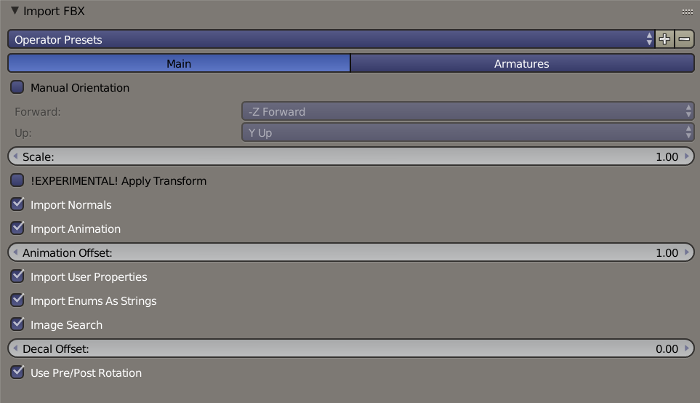 Import FBX
Operator Presets
Main Armatures
Manual Orientation
Forward: -Z Forward
Up: Y Up
Scale: 1.00
!EXPERIMENTAL! Apply Transform
Import Normals
Import Animation
Animation Offset: 1.00
Import User Properties
Import Enums As Strings
Image Search
Decal Offset: 0.00
Use Pre/Post Rotation